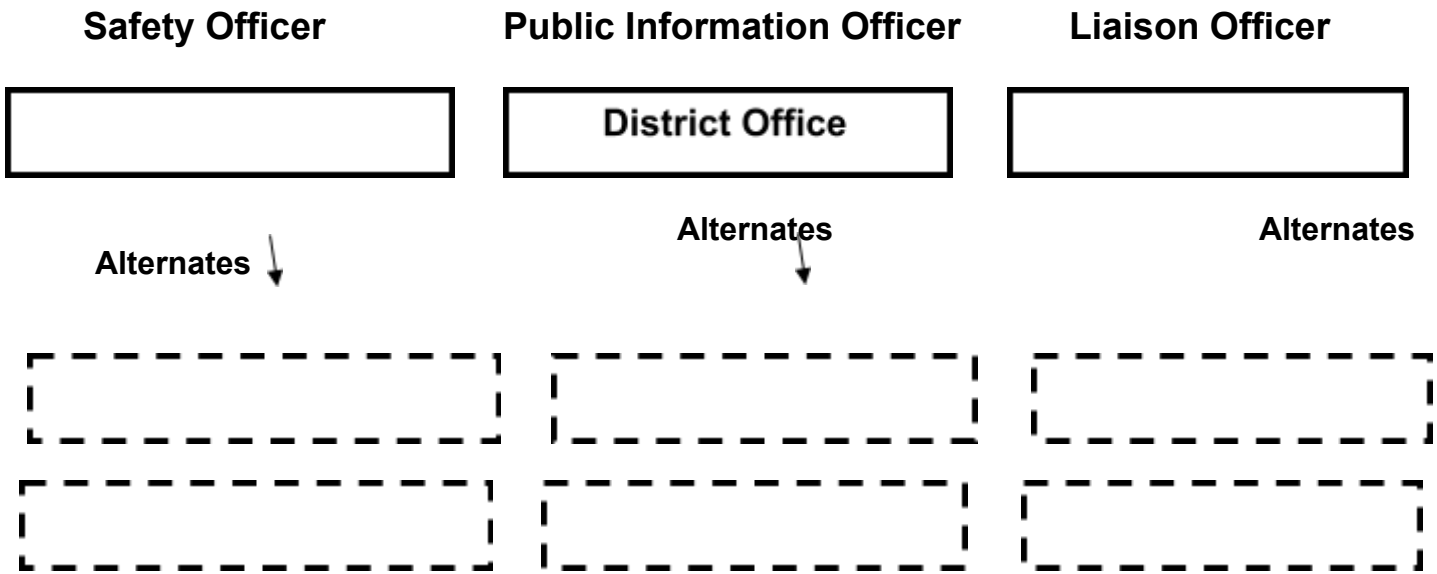 Safety Officer Public Information Officer Liaison Officer
District Office
Alternates Alternates
Alternates